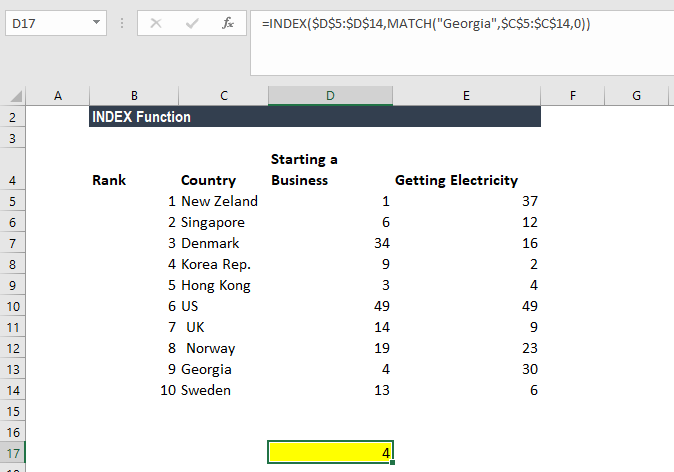 D17 fx =INDEX($D$5:$D$14,MATCH("Georgia",$C$5:$C$14,0))
A B C D E F G
2 INDEX Function
3
Starting a
4 Rank Country Business Getting Electricity
5 1 New Zeland 1 37
6 2 Singapore 6 12
7 3 Denmark 34 16
8 4 Korea Rep. 9 2
9 5 Hong Kong 3 4
10 6 US 49 49
11 7 UK 14 9
12 8 Norway 19 23
13 9 Georgia 4 30
14 10 Sweden 13 6
15
16
17 4